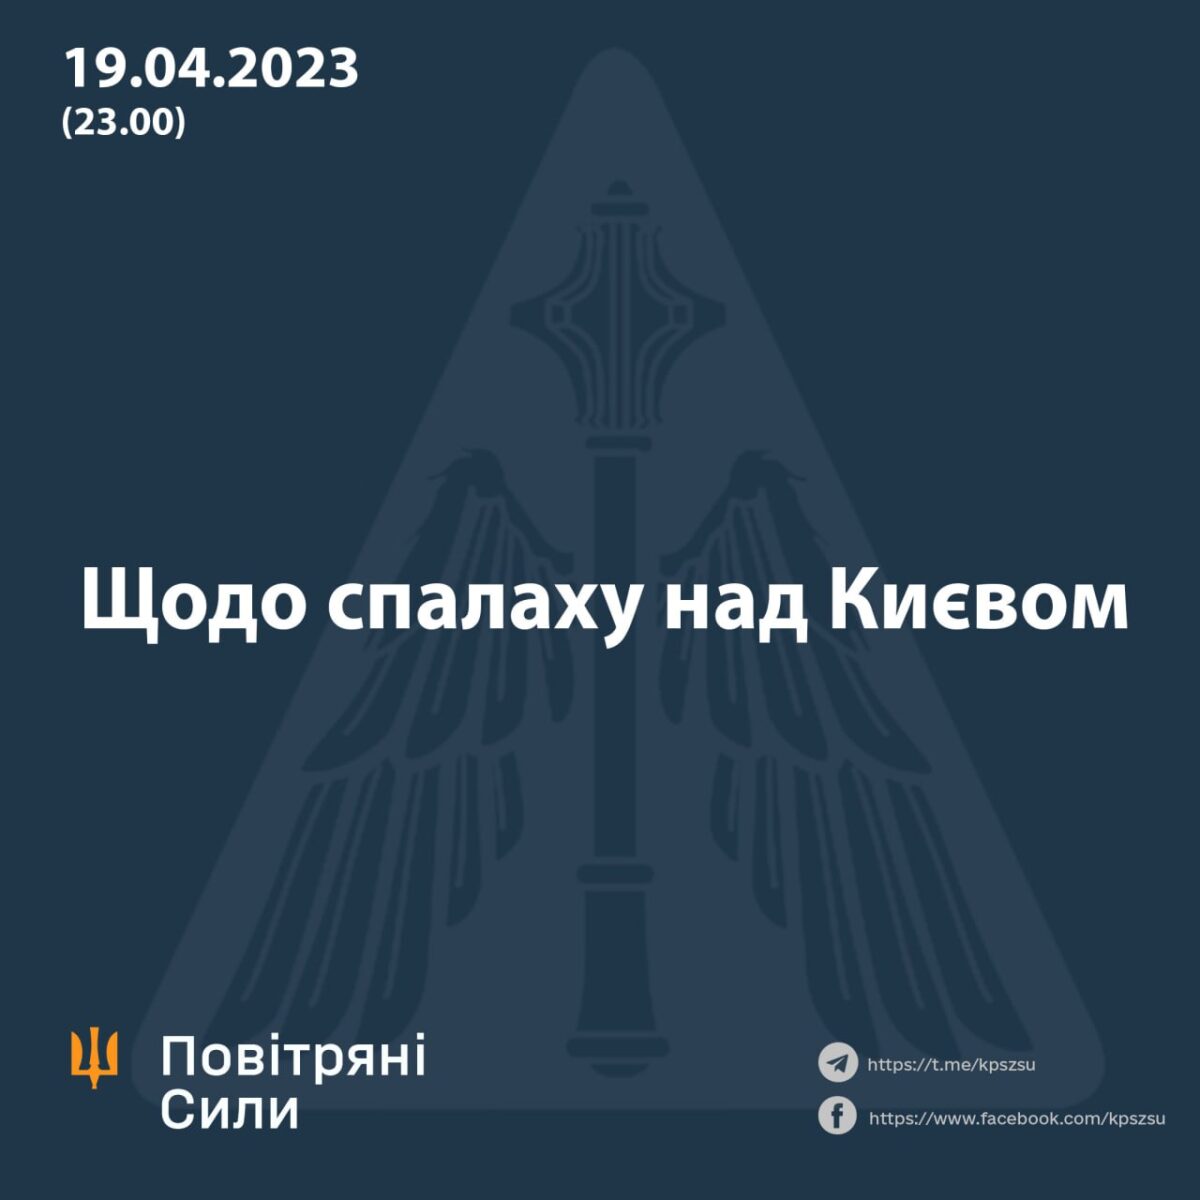 19.04.2023
(23.00)
Щодо спалаху над Києвом
Повітряні
Сили
https://t.me/kpszsu
https://www.facebook.com/kpszsu